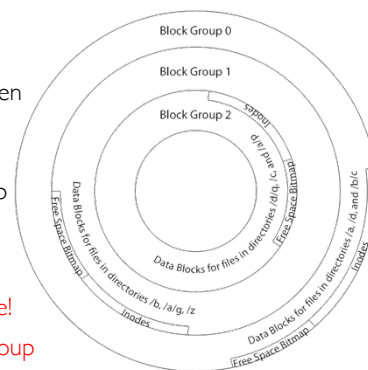 Block Group 0
Block Group 1
en
Block Group 2
Inodes
Data Blocks for files in directories /d/q, /c, and /a/p
Free Space Bitmap
o
Data Blocks for files in directories /b, /a/g, /z
Free Space Bitmap
Inodes
Data Blocks for files in directories /a, /d, and /b/c
Free Space Bitmap
Inodes
e!
oup